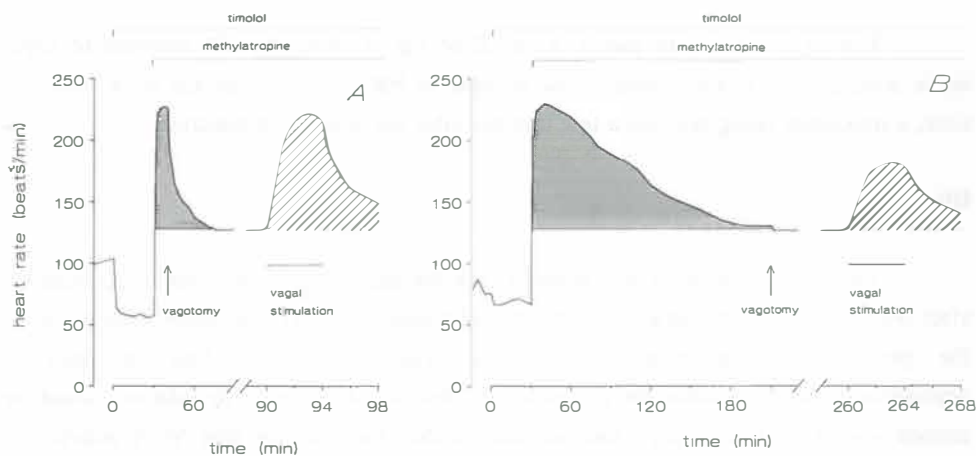 timolol
methylatropine
A
heart rate (beats/min)
250
200
150
100
50
0
vagotomy
vagal
stimulation
0
60
90
94
98
time (min)
timolol
methylatropine
B
250
200
150
100
50
0
vagotomy
vagal
stimulation
0
60
120
180
260
264
268
time (min)